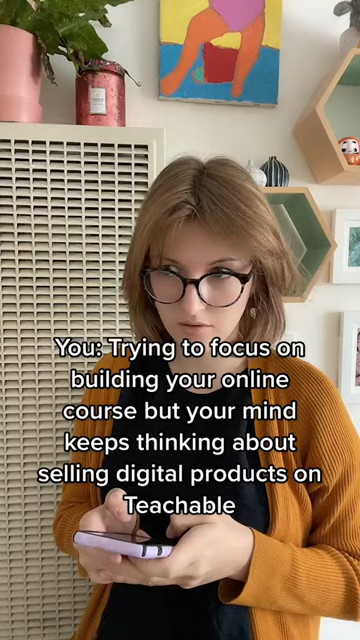 You: Trying to focus on
building your online
course but your mind
keeps thinking about
selling digital products on
Teachable